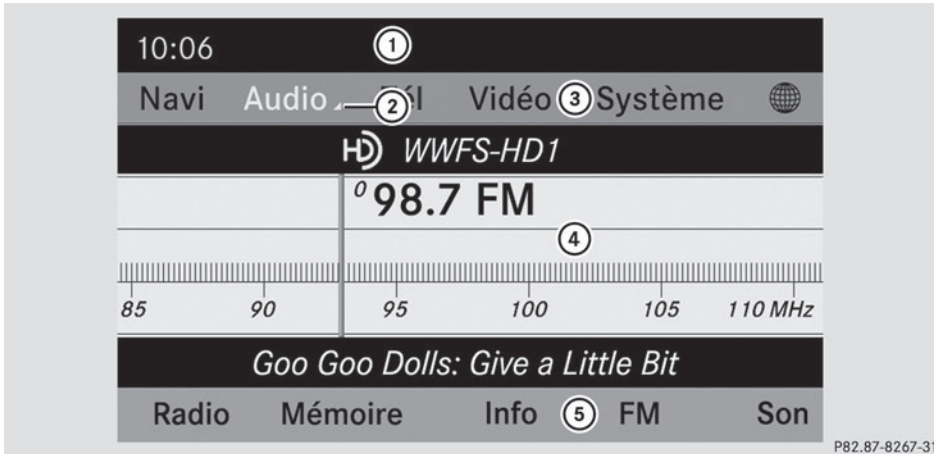 10:06 1
Navi Audio 2 él Vidéo 3 Système
HD WWFS-HD1
0 98.7 FM
4
85 90 95 100 105 110 MHz
Goo Goo Dolls: Give a Little Bit
Radio Mémoire Info 5 FM Son
P82.87-8267-31